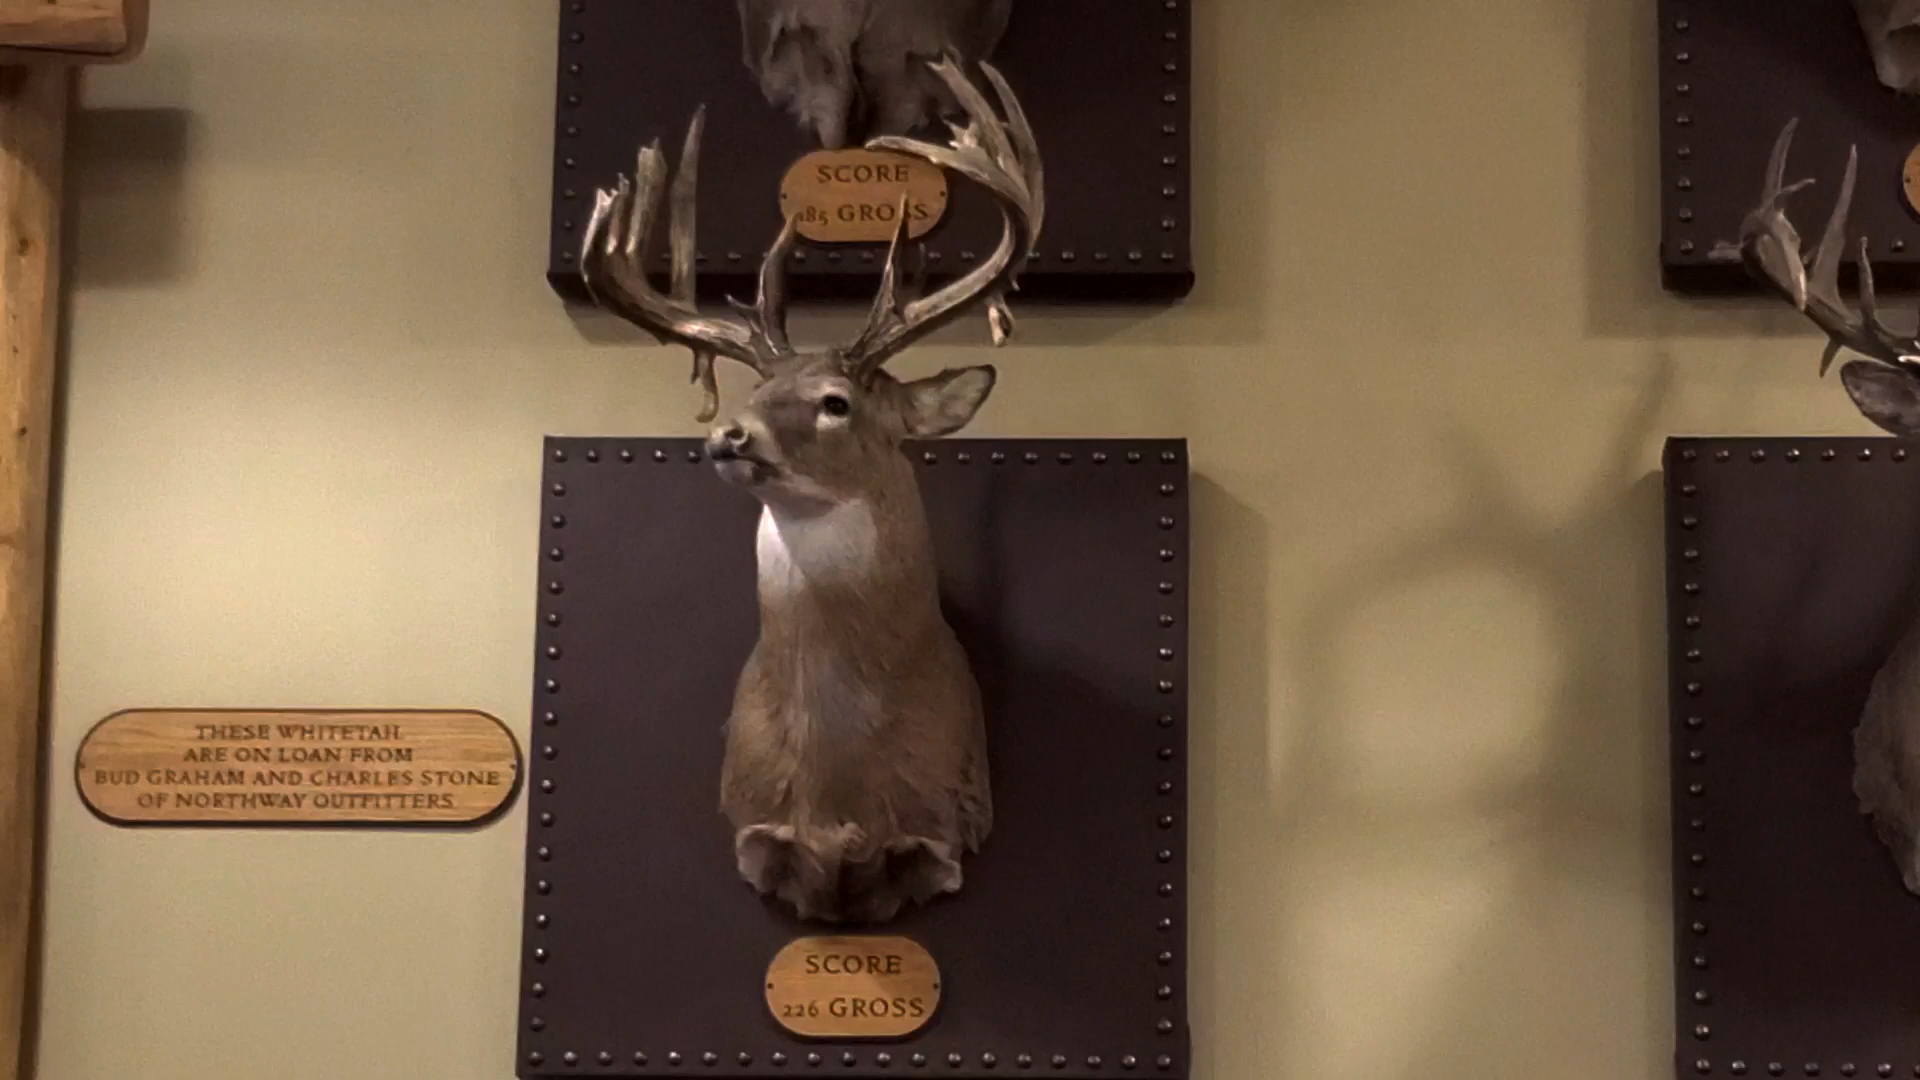 SCORE
185 GROSS
THESE WHITETAIL
ARE ON LOAN FROM
BUD GRAHAM AND CHARLES STONE
OF NORTHWAY OUTFITTERS
SCORE
226 GROSS